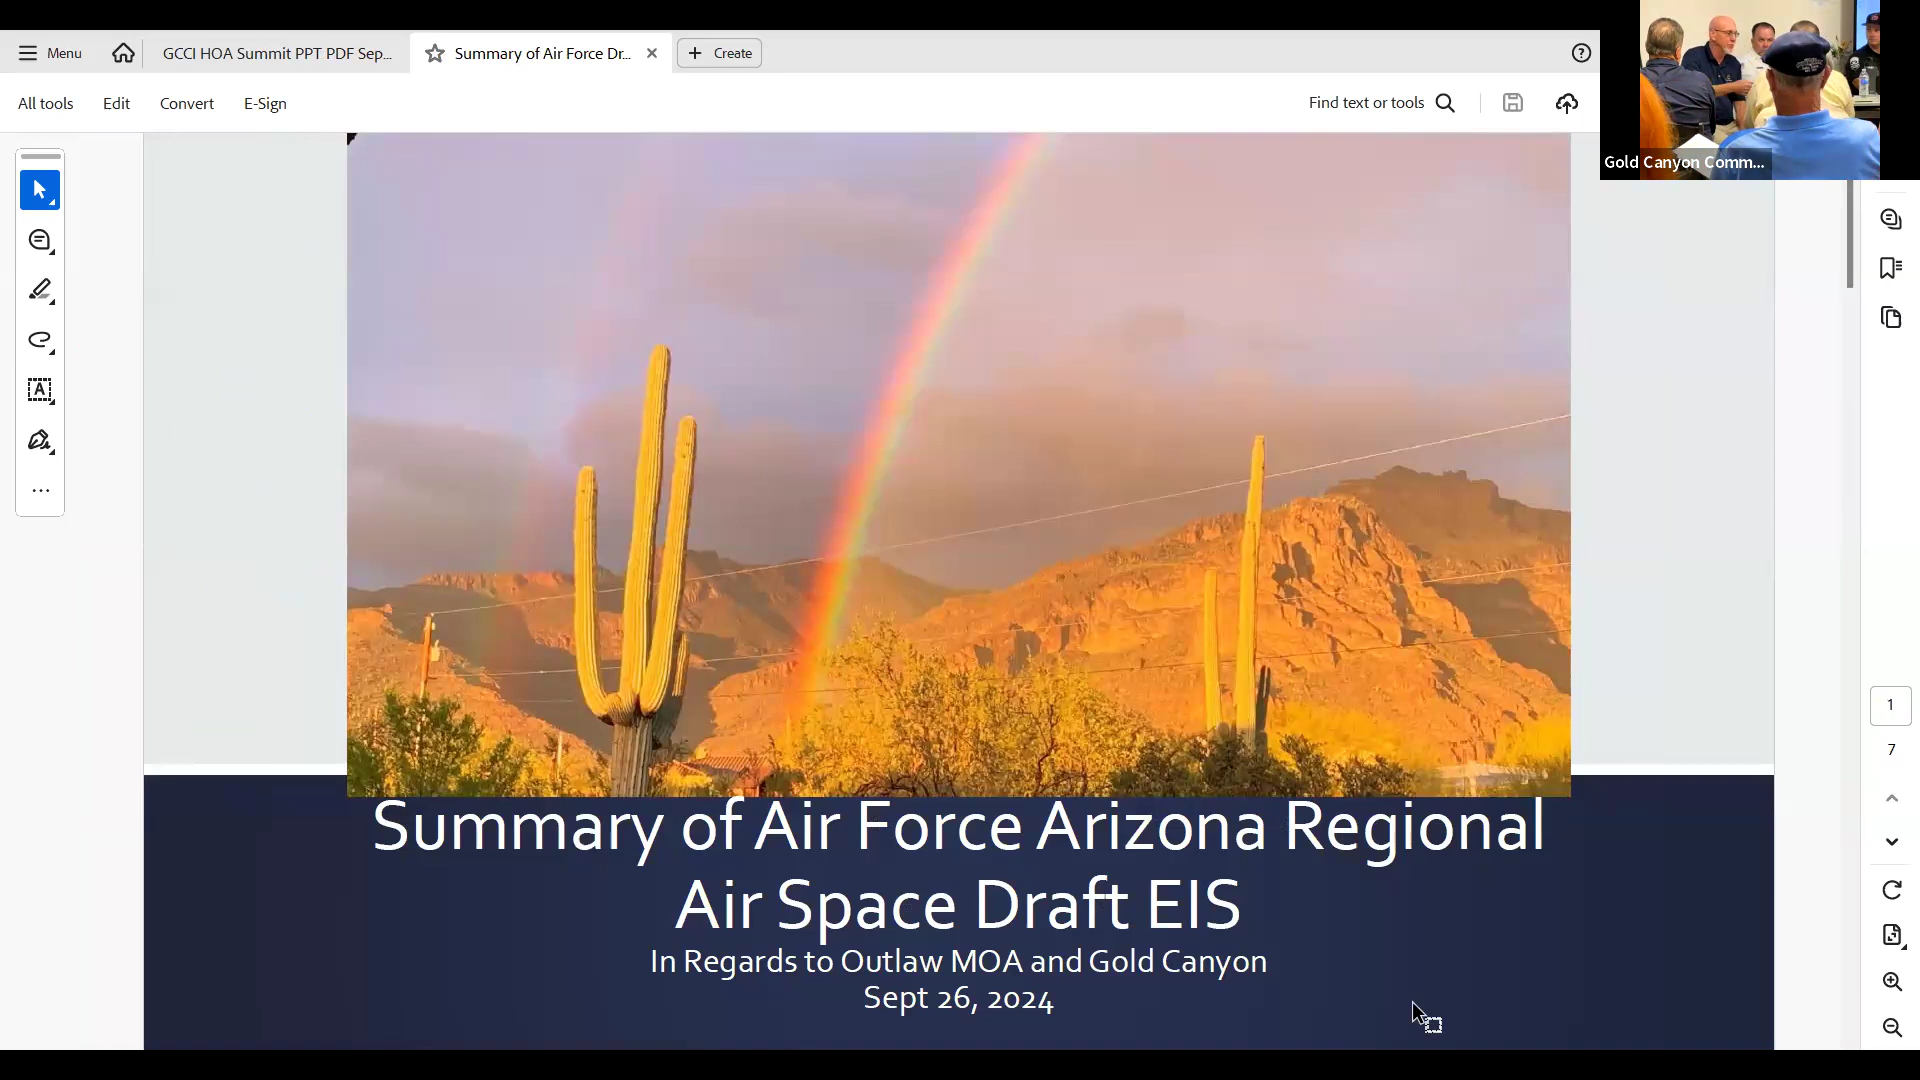 Menu
GCCI HOA Summit PPT PDF Sep...
Summary of Air Force Dr...
Create
All tools
Edit
Convert
E-Sign
Find text or tools
Gold Canyon Comm...
Summary of Air Force Arizona Regional
Air Space Draft EIS
In Regards to Outlaw MOA and Gold Canyon
Sept 26, 2024
1
7